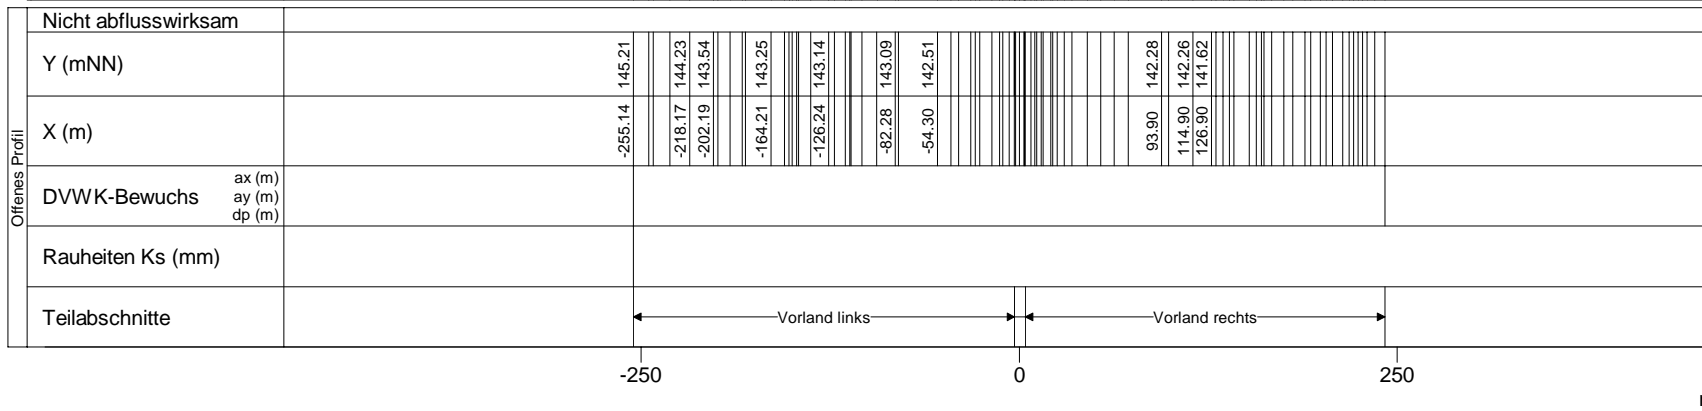 Offenes Profil
Nicht abflusswirksam
Y (mNN) 145.21 144.23 143.54 143.25 143.14 143.09 142.51 142.28 142.26 141.62
X (m) -255.14 -218.17 -202.19 -164.21 -126.24 -82.28 -54.30 93.90 114.90 126.90
DVWK-Bewuchs ax (m)
ay (m)
dp (m)
Rauheiten Ks (mm)
Teilabschnitte Vorland links Vorland rechts
-250 0 250